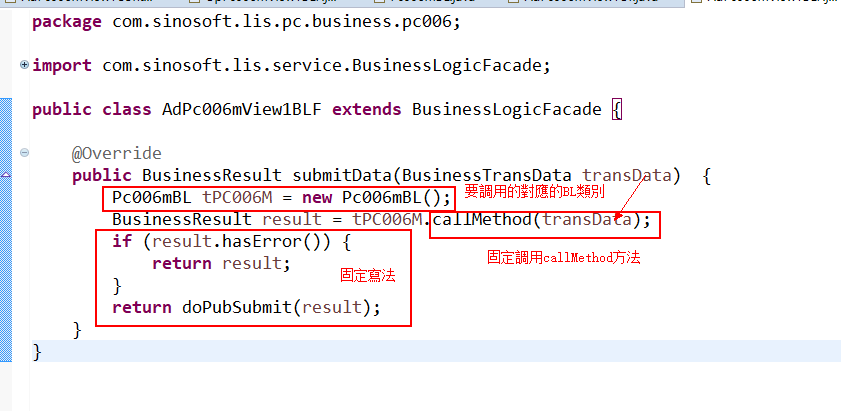 package com.sinosoft.lis.pc.business.pc006;
import com.sinosoft.lis.service.BusinessLogicFacade;
public class AdPc006mView1BLF extends BusinessLogicFacade {
@Override
public BusinessResult submitData(BusinessTransData transData) {
Pc006mBL tPC006M = new Pc006mBL();
要調用的對應的BL類別
BusinessResult result = tPC006M.callMethod(transData);
if (result.hasError()) {
固定調用callMethod方法
return result;
固定寫法
}
return doPubSubmit(result);
}
}